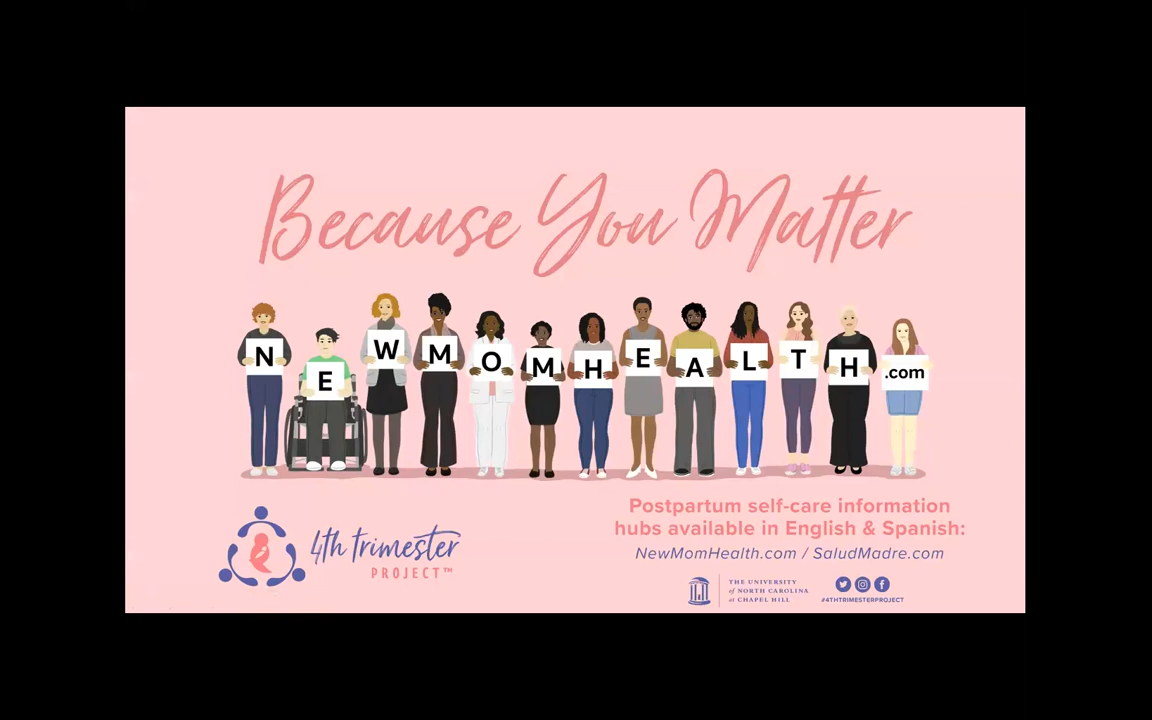 Because You Matter
N E W M O M H E A L T H .com
4th trimester
PROJECT™
Postpartum self-care information
hubs available in English & Spanish:
NewMomHealth.com / SaludMadre.com
THE UNIVERSITY
of NORTH CAROLINA
at CHAPEL HILL
#4THTRIMESTERPROJECT